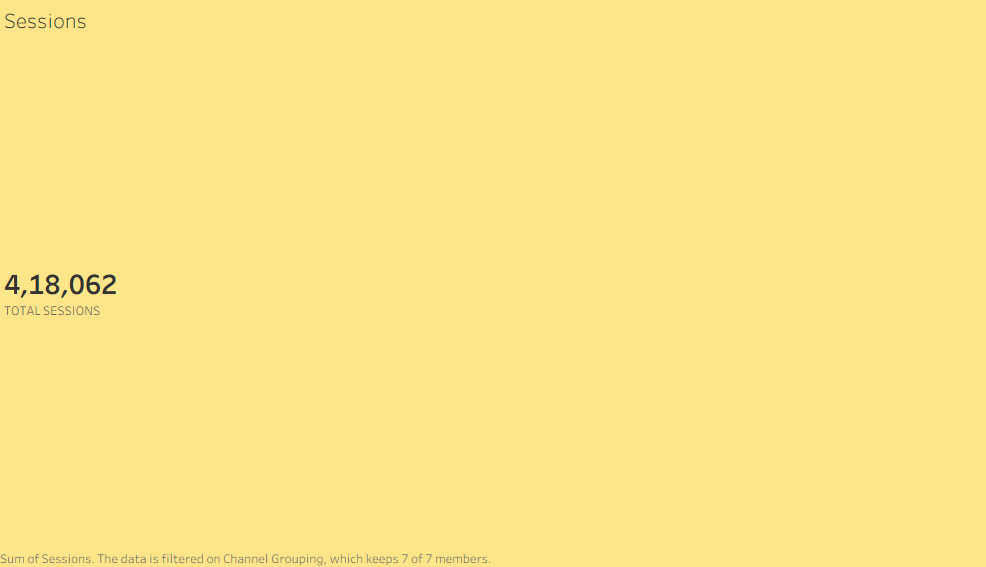 Sessions
4,18,062
TOTAL SESSIONS
Sum of Sessions. The data is filtered on Channel Grouping, which keeps 7 of 7 members.